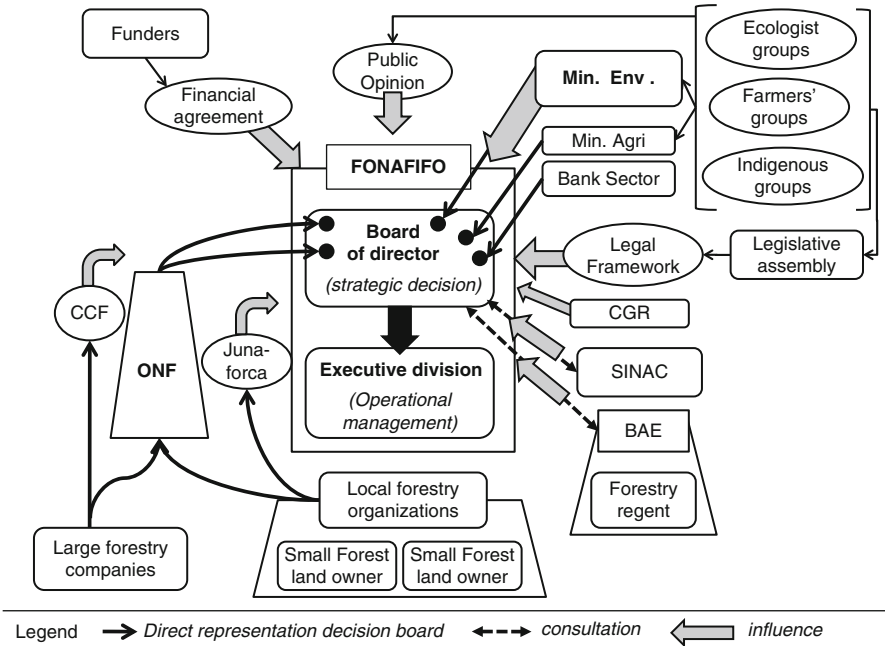 Funders
Financial
agreement
Public
Opinion
Min. Env .
Min. Agri
Bank Sector
Ecologist
groups
Farmers'
groups
Indigenous
groups
FONAFIFO
Board
of director
(strategic decision)
Legal
Framework
Legislative
assembly
CGR
CCF
ONF
Juna-
forca
Executive division
(Operational
management)
SINAC
BAE
Forestry
regent
Local forestry
organizations
Large forestry
companies
Small Forest
land owner
Small Forest
land owner
Legend
Direct representation decision board
consultation
influence